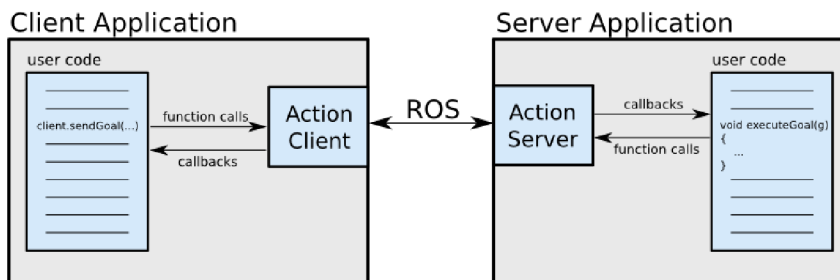 Client Application
user code
client.sendGoal(...)
function calls
callbacks
Action
Client
ROS
Server Application
Action
Server
callbacks
function calls
user code
void executeGoal(g)
{
...
}